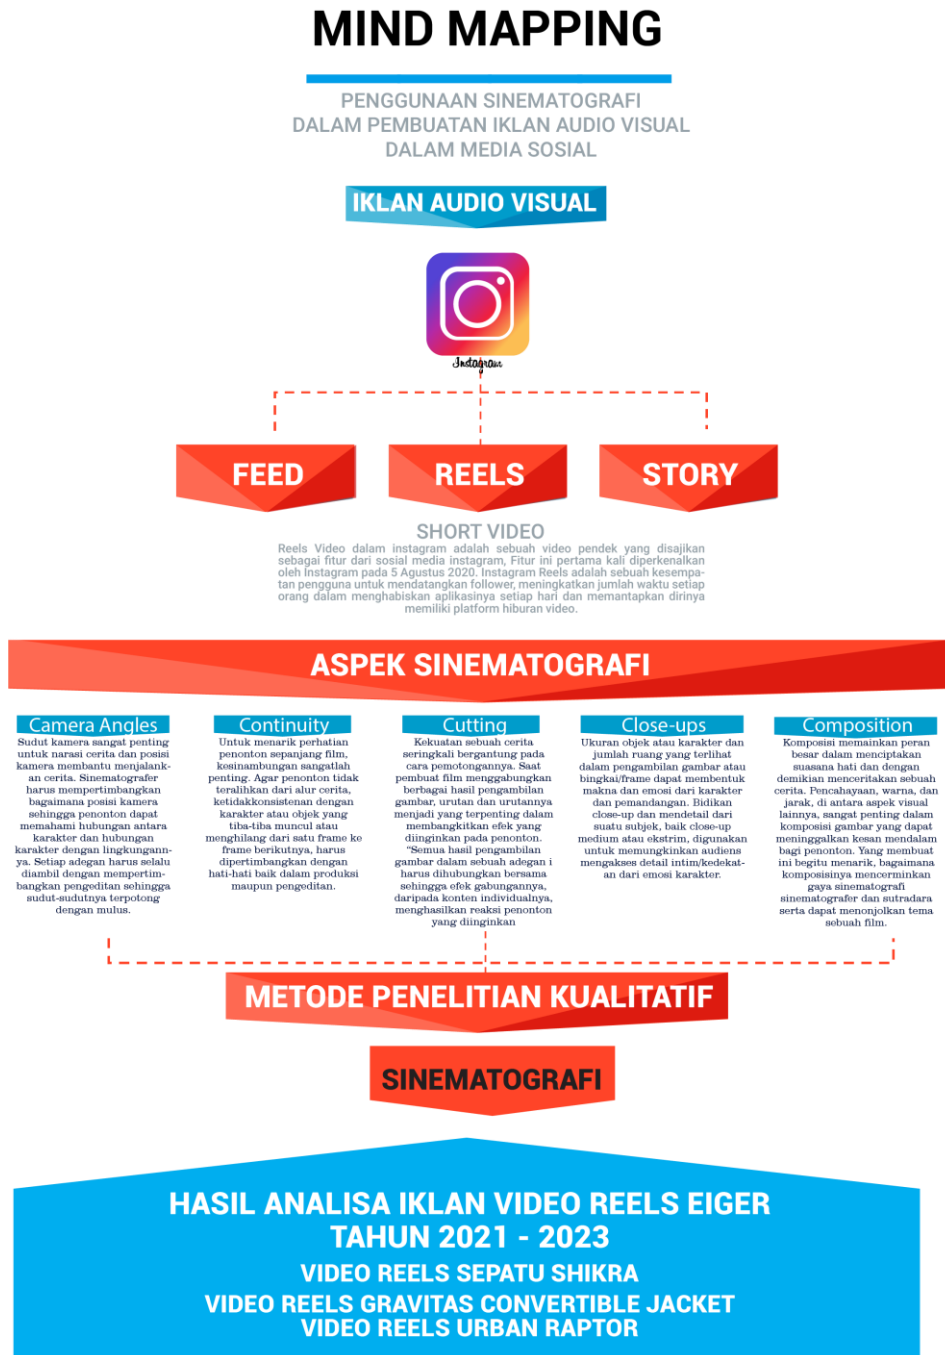 MIND MAPPING
PENGGUNAAN SINEMATOGRAFI
DALAM PEMBUATAN IKLAN AUDIO VISUAL
DALAM MEDIA SOSIAL
IKLAN AUDIO VISUAL
Instagram
FEED
REELS
STORY
SHORT VIDEO
Reels Video dalam instagram adalah sebuah video pendek yang disajikan
sebagai fitur dari sosial media instagram, Fitur ini pertama kali diperkenalkan
oleh Instagram pada 5 Agustus 2020. Instagram Reels adalah sebuah kesempa-
tan pengguna untuk mendatangkan follower, meningkatkan jumlah waktu setiap
orang dalam menghabiskan aplikasinya setiap hari dan memantapkan dirinya
memiliki platform hiburan video.
ASPEK SINEMATOGRAFI
Camera Angles
Sudut kamera sangat penting
untuk narasi cerita dan posisi
kamera membantu menjalank-
an cerita. Sinematografer
harus mempertimbangkan
bagaimana posisi kamera
sehingga penonton dapat
memahami hubungan antara
karakter dan hubungan
karakter dengan lingkungann-
ya. Setiap adegan harus selalu
diambil dengan mempertim-
bangkan pengeditan sehingga
sudut-sudutnya terpotong
dengan mulus.
Continuity
Untuk menarik perhatian
penonton sepanjang film,
kesinambungan sangatlah
penting. Agar penonton tidak
teralihkan dari alur cerita,
ketidakkonsistenan dengan
karakter atau objek yang
tiba-tiba muncul atau
menghilang dari satu frame ke
frame berikutnya, harus
dipertimbangkan dengan
hati-hati baik dalam produksi
maupun pengeditan.
Cutting
Kekuatan sebuah cerita
seringkali bergantung pada
cara pemotongannya. Saat
pembuat film menggabungkan
berbagai hasil pengambilan
gambar, urutan dan urutannya
menjadi yang terpenting dalam
membangkitkan efek yang
diinginkan pada penonton.
"Semua hasil pengambilan
gambar dalam sebuah adegan i
harus dihubungkan bersama
sehingga efek gabungannya,
daripada konten individualnya,
menghasilkan reaksi penonton
yang diinginkan
Close-ups
Ukuran objek atau karakter dan
jumlah ruang yang terlihat
dalam pengambilan gambar atau
bingkai/frame dapat membentuk
makna dan emosi dari karakter
dan pemandangan. Bidikan
close-up dan mendetail dari
suatu subjek, baik close-up
medium atau ekstrim, digunakan
untuk memungkinkan audiens
mengakses detail intim/kedekat-
an dari emosi karakter.
Composition
Komposisi memainkan peran
besar dalam menciptakan
suasana hati dan dengan
demikian menceritakan sebuah
cerita. Pencahayaan, warna, dan
jarak, di antara aspek visual
lainnya, sangat penting dalam
komposisi gambar yang dapat
meninggalkan kesan mendalam
bagi penonton. Yang membuat
ini begitu menarik, bagaimana
komposisinya mencerminkan
gaya sinematografi
sinematografer dan sutradara
serta dapat menonjolkan tema
sebuah film.
METODE PENELITIAN KUALITATIF
SINEMATOGRAFI
HASIL ANALISA IKLAN VIDEO REELS EIGER
TAHUN 2021 - 2023
VIDEO REELS SEPATU SHIKRA
VIDEO REELS GRAVITAS CONVERTIBLE JACKET
VIDEO REELS URBAN RAPTOR